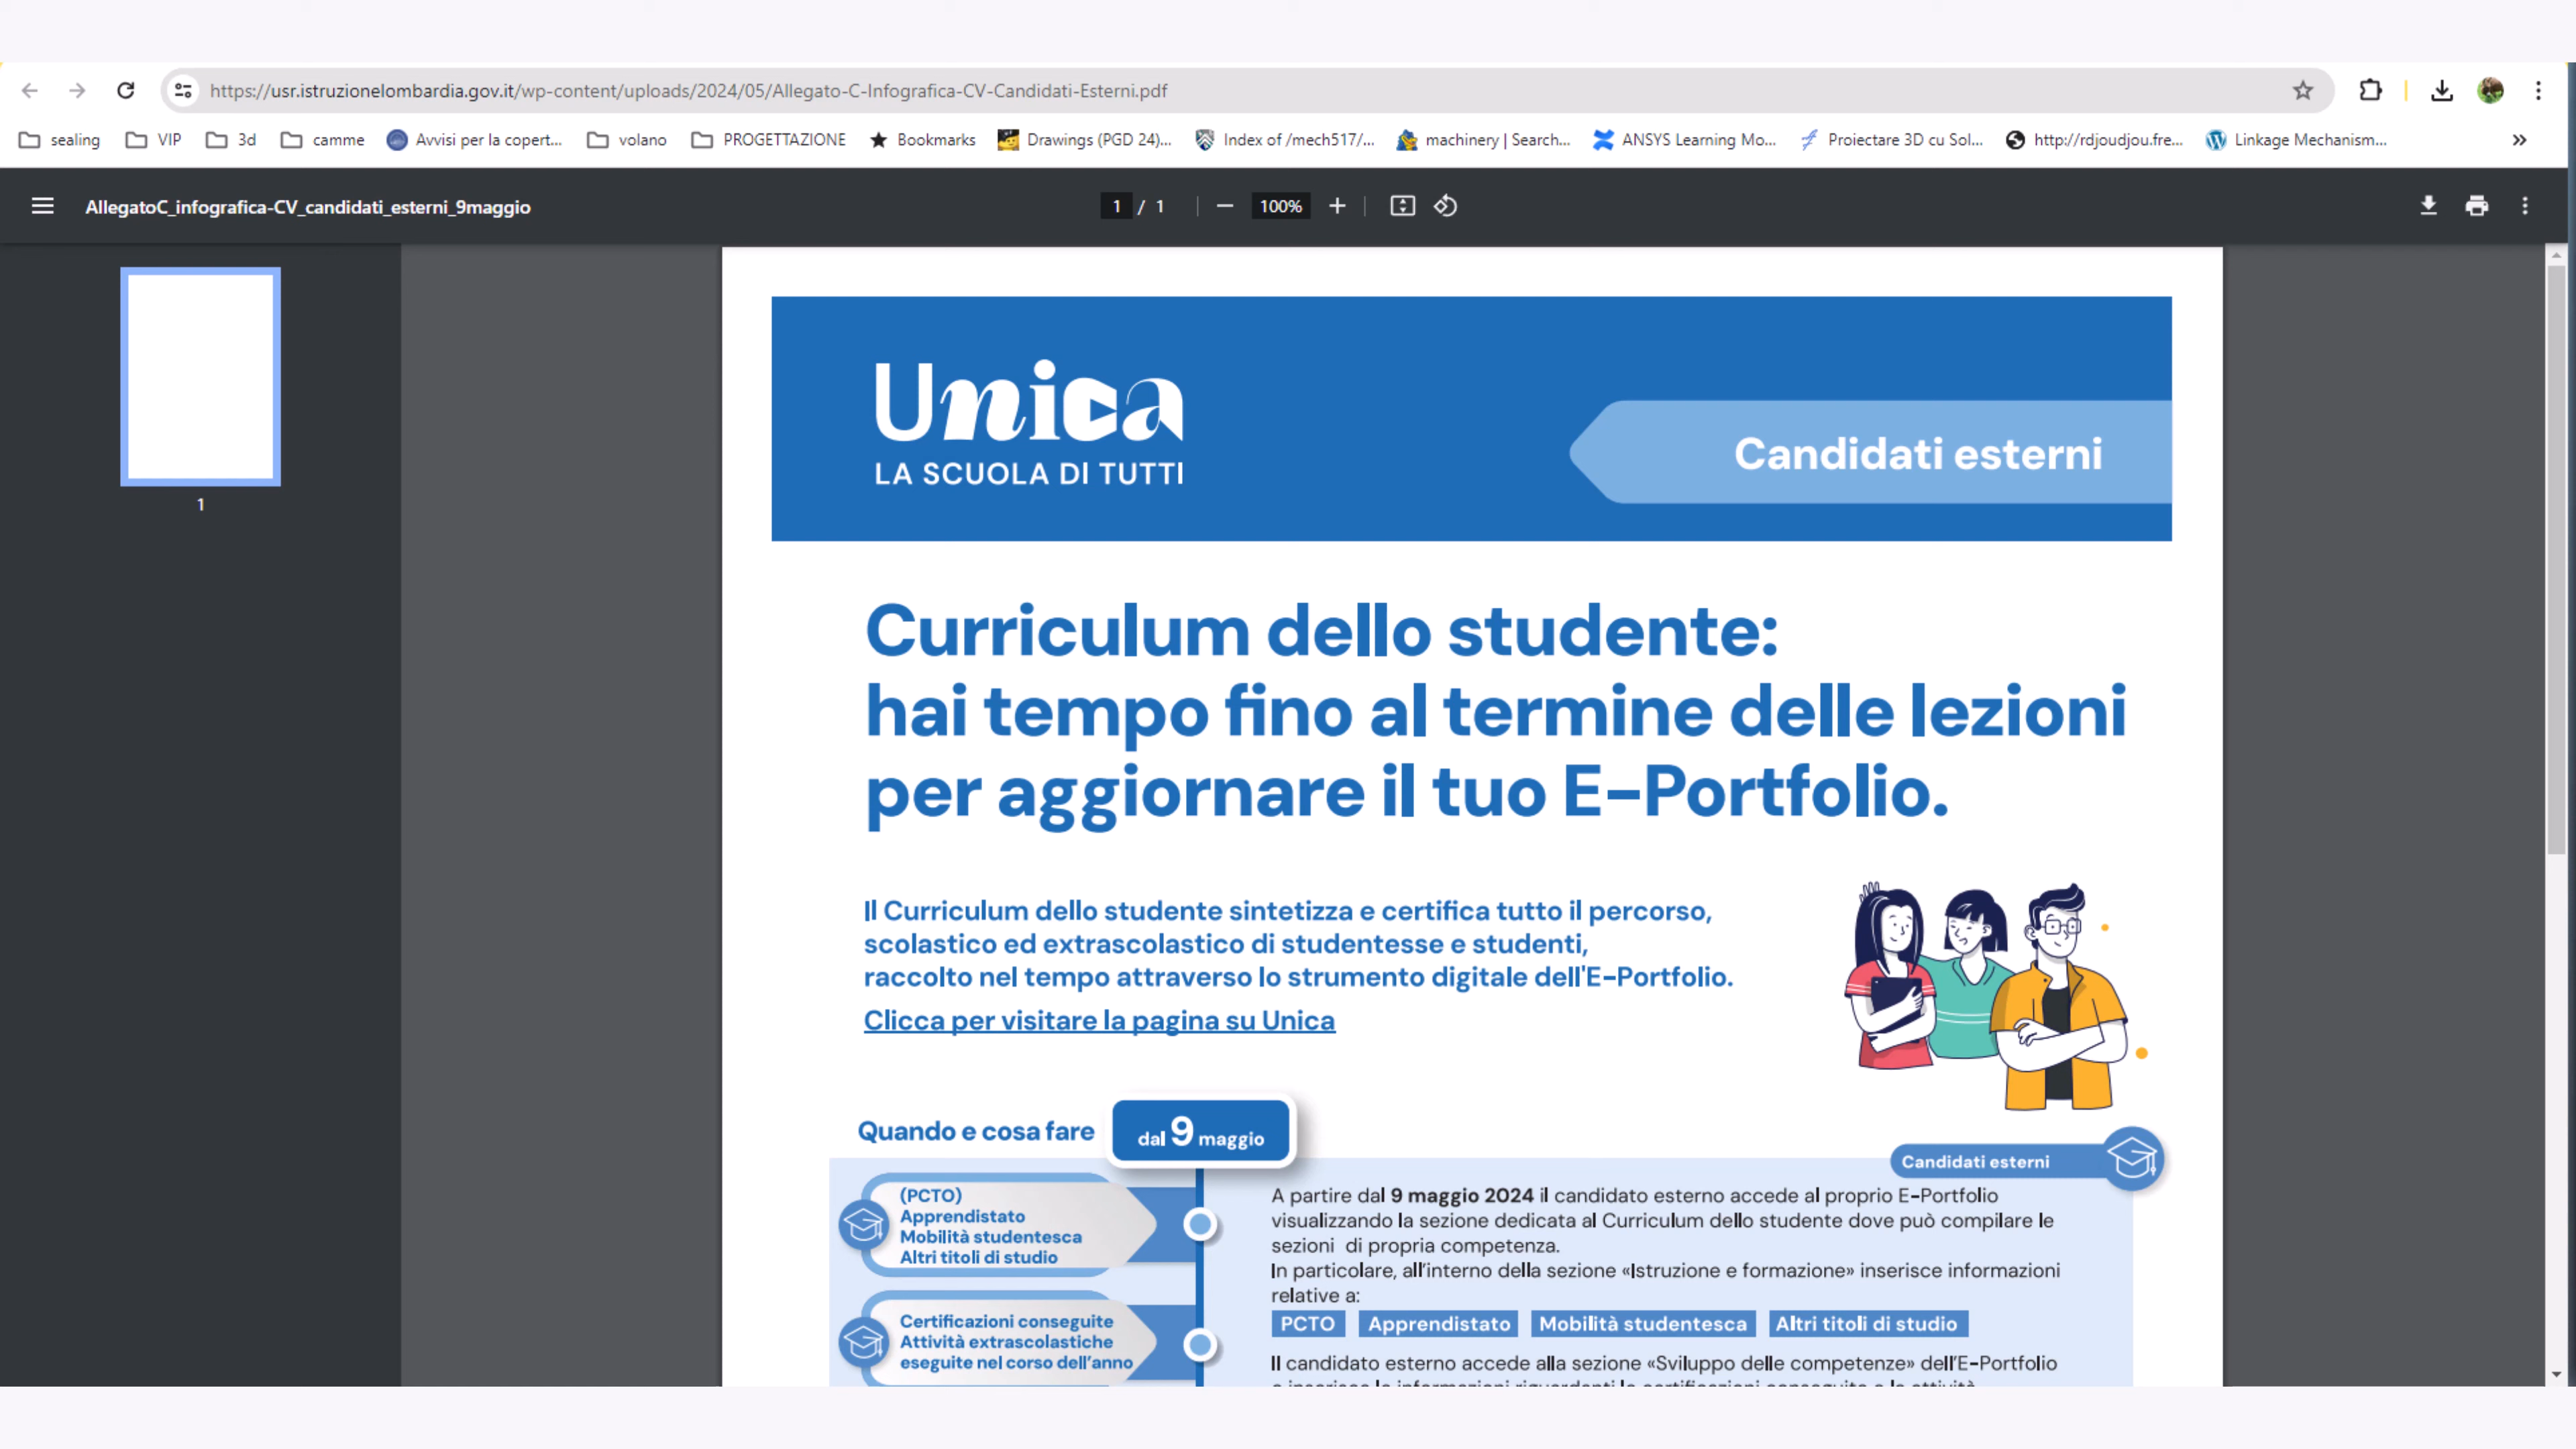 https://usr.istruzionelombardia.gov.it/wp-content/uploads/2024/05/Allegato-C-Infografica-CV-Candidati-Esterni.pdf
sealing VIP 3d camme Avvisi per la copert... volano PROGETTAZIONE Bookmarks Drawings (PGD 24)... Index of /mech517/... machinery | Search... ANSYS Learning Mo... Proiectare 3D cu Sol... http://rdjoudjou.fre... Linkage Mechanism...
AllegatoC_infografica-CV_candidati_esterni_9maggio 1 / 1 100%
1
Unica
LA SCUOLA DI TUTTI
Candidati esterni
Curriculum dello studente:
hai tempo fino al termine delle lezioni
per aggiornare il tuo E-Portfolio.
Il Curriculum dello studente sintetizza e certifica tutto il percorso,
scolastico ed extrascolastico di studentesse e studenti,
raccolto nel tempo attraverso lo strumento digitale dell'E-Portfolio.
Clicca per visitare la pagina su Unica
Quando e cosa fare
dal 9 maggio
Candidati esterni
(PCTO)
Apprendistato
Mobilità studentesca
Altri titoli di studio
A partire dal 9 maggio 2024 il candidato esterno accede al proprio E-Portfolio
visualizzando la sezione dedicata al Curriculum dello studente dove può compilare le
sezioni di propria competenza.
In particolare, all'interno della sezione «Istruzione e formazione» inserisce informazioni
relative a:
PCTO Apprendistato Mobilità studentesca Altri titoli di studio
Certificazioni conseguite
Attività extrascolastiche
eseguite nel corso dell'anno
Il candidato esterno accede alla sezione «Sviluppo delle competenze» dell'E-Portfolio